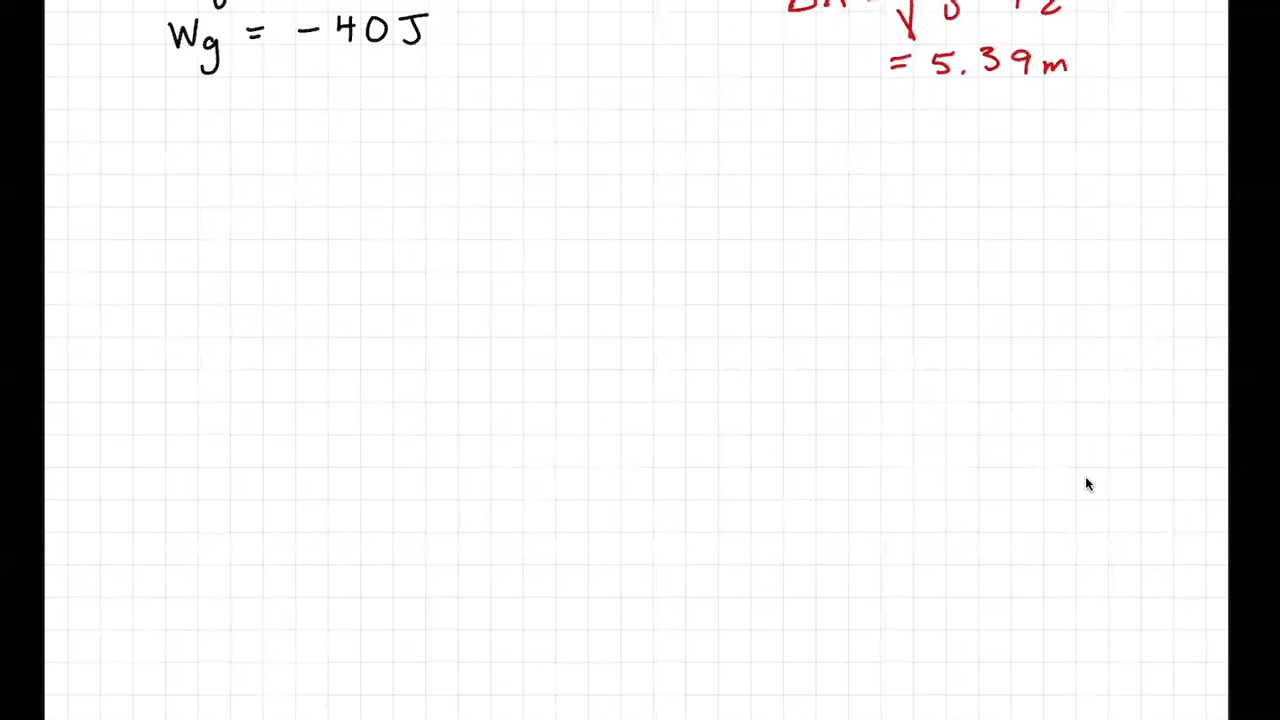 Wg = - 40 J
= 5.39 m